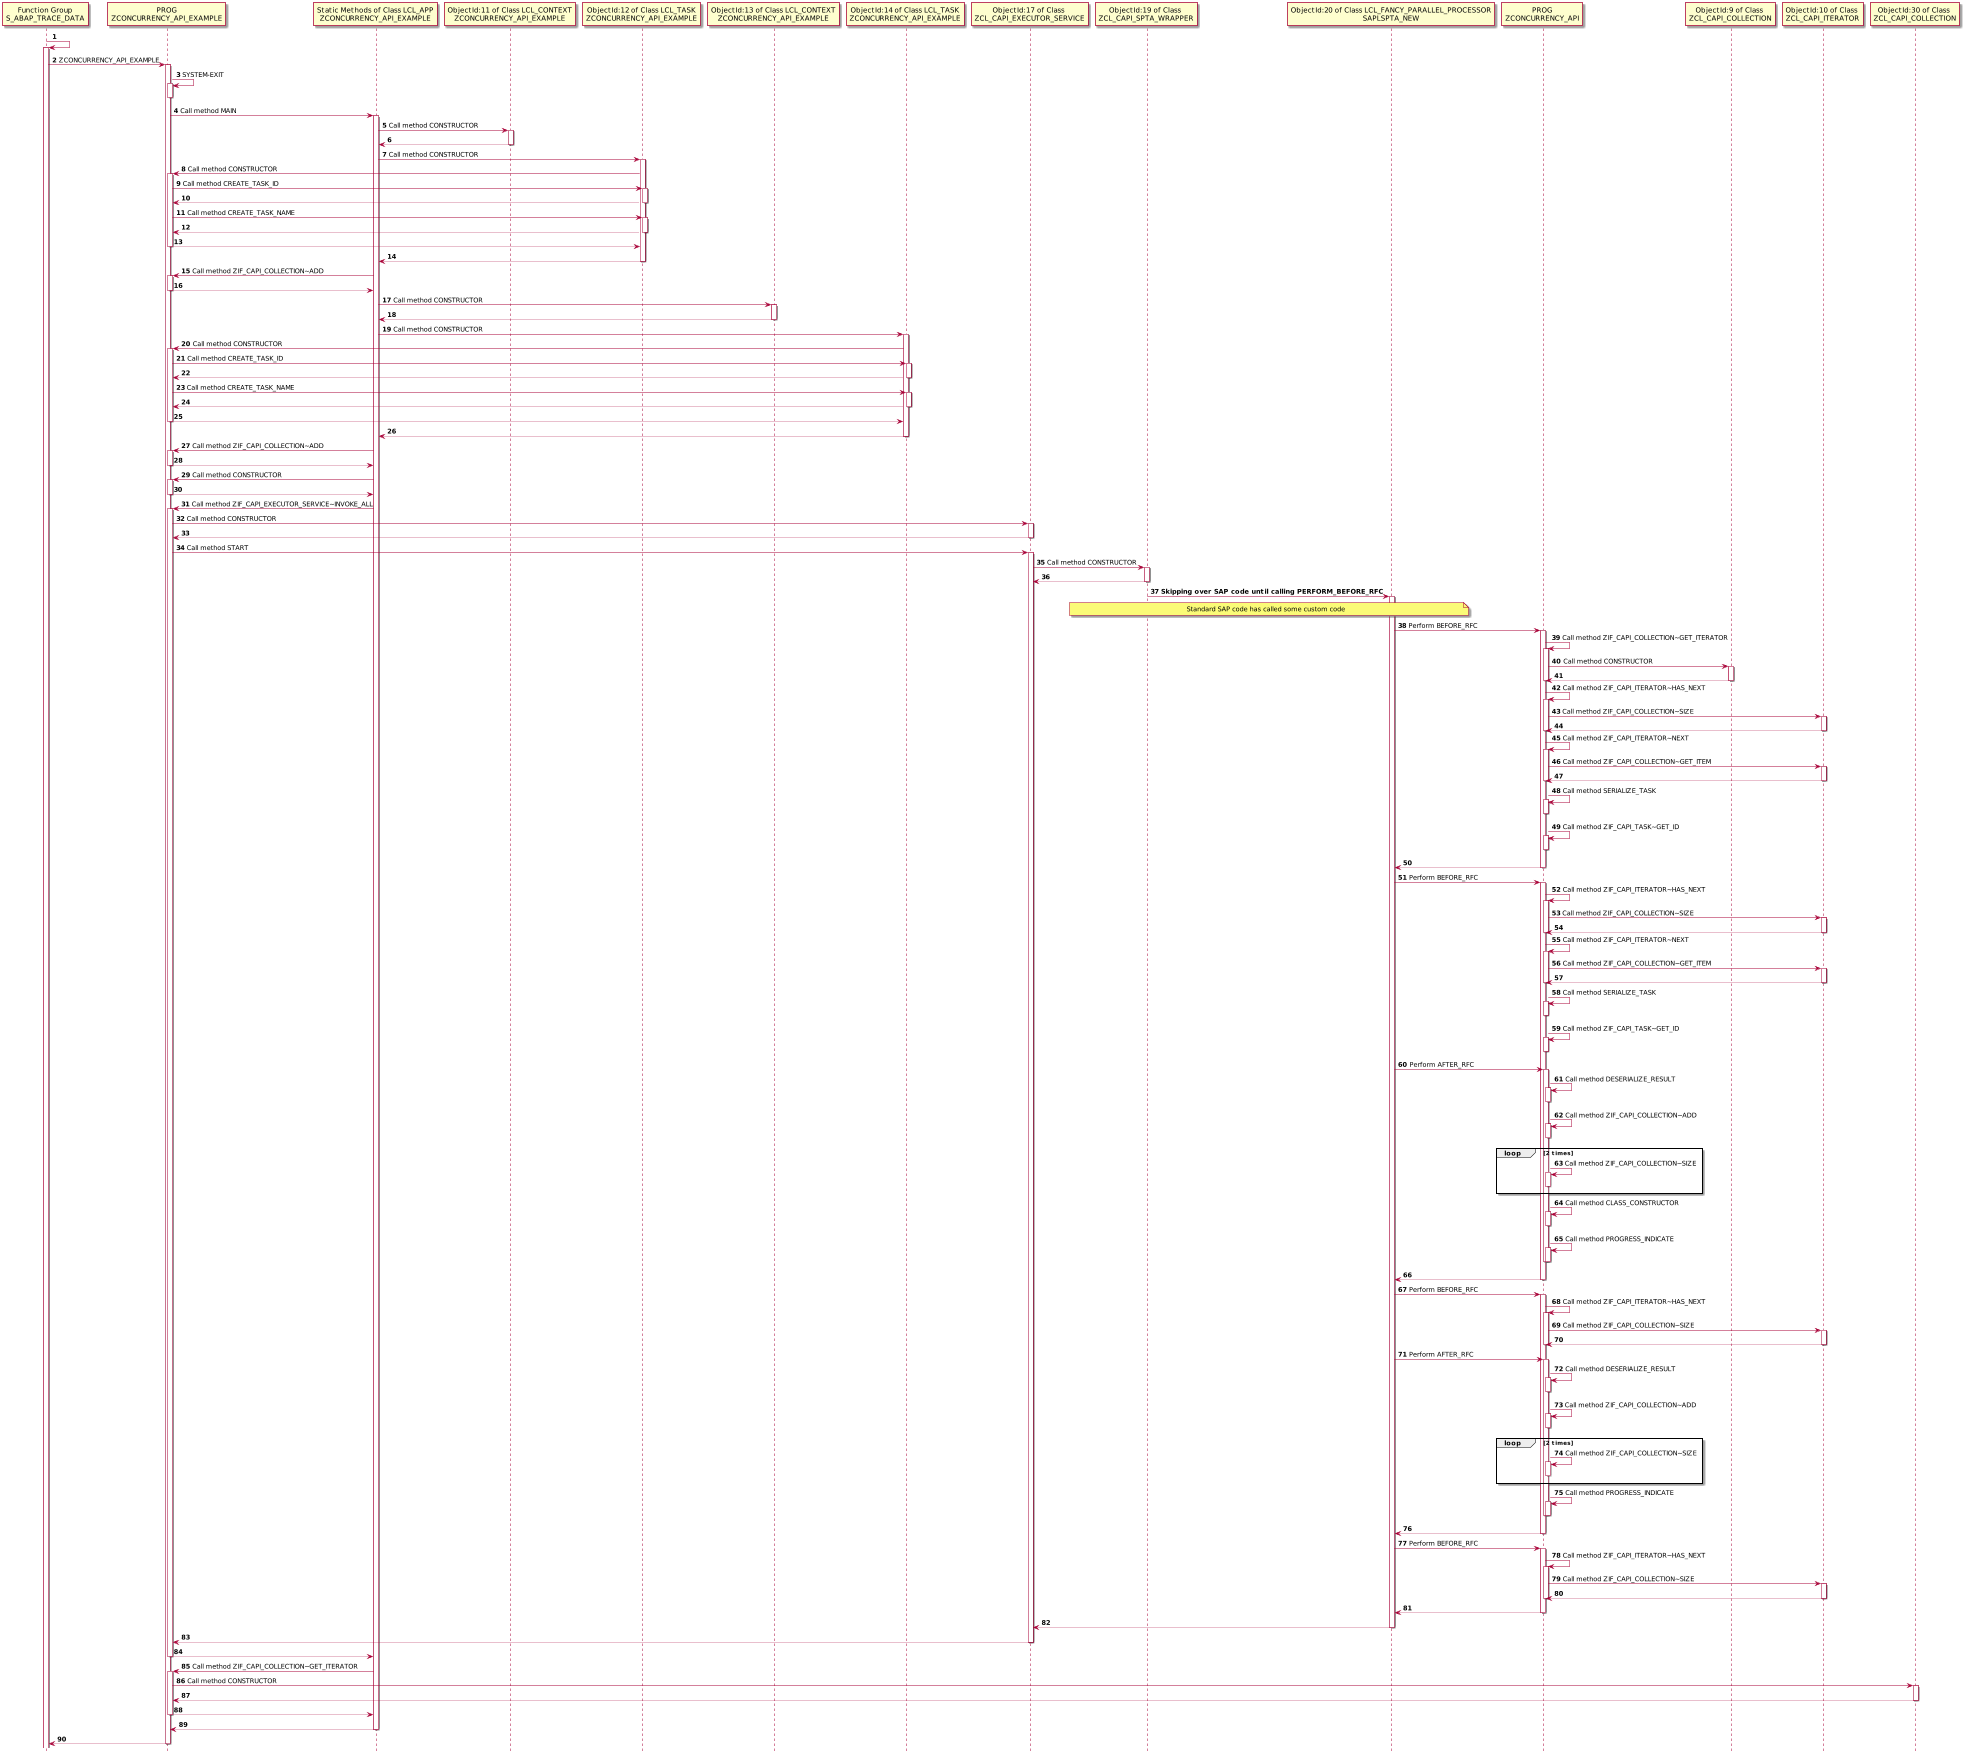 Function Group
S_ABAP_TRACE_DATA
PROG
ZCONCURRENCY_API_EXAMPLE
Static Methods of Class LCL_APP
ZCONCURRENCY_API_EXAMPLE
ObjectId:11 of Class LCL_CONTEXT
ZCONCURRENCY_API_EXAMPLE
ObjectId:12 of Class LCL_TASK
ZCONCURRENCY_API_EXAMPLE
ObjectId:13 of Class LCL_CONTEXT
ZCONCURRENCY_API_EXAMPLE
ObjectId:14 of Class LCL_TASK
ZCONCURRENCY_API_EXAMPLE
ObjectId:17 of Class
ZCL_CAPI_EXECUTOR_SERVICE
ObjectId:19 of Class
ZCL_CAPI_SPTA_WRAPPER
ObjectId:20 of Class LCL_FANCY_PARALLEL_PROCESSOR
SAPLSPTA_NEW
PROG
ZCONCURRENCY_API
ObjectId:9 of Class
ZCL_CAPI_COLLECTION
ObjectId:10 of Class
ZCL_CAPI_ITERATOR
ObjectId:30 of Class
ZCL_CAPI_COLLECTION
1
2 ZCONCURRENCY_API_EXAMPLE
3 SYSTEM-EXIT
4 Call method MAIN
5 Call method CONSTRUCTOR
6
7 Call method CONSTRUCTOR
8 Call method CONSTRUCTOR
9 Call method CREATE_TASK_ID
10
11 Call method CREATE_TASK_NAME
12
13
14
15 Call method ZIF_CAPI_COLLECTION~ADD
16
17 Call method CONSTRUCTOR
18
19 Call method CONSTRUCTOR
20 Call method CONSTRUCTOR
21 Call method CREATE_TASK_ID
22
23 Call method CREATE_TASK_NAME
24
25
26
27 Call method ZIF_CAPI_COLLECTION~ADD
28
29 Call method CONSTRUCTOR
30
31 Call method ZIF_CAPI_EXECUTOR_SERVICE~INVOKE_ALL
32 Call method CONSTRUCTOR
33
34 Call method START
35 Call method CONSTRUCTOR
36
37 Skipping over SAP code until calling PERFORM_BEFORE_RFC
Standard SAP code has called some custom code
38 Perform BEFORE_RFC
39 Call method ZIF_CAPI_COLLECTION~GET_ITERATOR
40 Call method CONSTRUCTOR
41
42 Call method ZIF_CAPI_ITERATOR~HAS_NEXT
43 Call method ZIF_CAPI_COLLECTION~SIZE
44
45 Call method ZIF_CAPI_ITERATOR~NEXT
46 Call method ZIF_CAPI_COLLECTION~GET_ITEM
47
48 Call method SERIALIZE_TASK
49 Call method ZIF_CAPI_TASK~GET_ID
50
51 Perform BEFORE_RFC
52 Call method ZIF_CAPI_ITERATOR~HAS_NEXT
53 Call method ZIF_CAPI_COLLECTION~SIZE
54
55 Call method ZIF_CAPI_ITERATOR~NEXT
56 Call method ZIF_CAPI_COLLECTION~GET_ITEM
57
58 Call method SERIALIZE_TASK
59 Call method ZIF_CAPI_TASK~GET_ID
60 Perform AFTER_RFC
61 Call method DESERIALIZE_RESULT
62 Call method ZIF_CAPI_COLLECTION~ADD
loop [2 times]
63 Call method ZIF_CAPI_COLLECTION~SIZE
64 Call method CLASS_CONSTRUCTOR
65 Call method PROGRESS_INDICATE
66
67 Perform BEFORE_RFC
68 Call method ZIF_CAPI_ITERATOR~HAS_NEXT
69 Call method ZIF_CAPI_COLLECTION~SIZE
70
71 Perform AFTER_RFC
72 Call method DESERIALIZE_RESULT
73 Call method ZIF_CAPI_COLLECTION~ADD
loop [2 times]
74 Call method ZIF_CAPI_COLLECTION~SIZE
75 Call method PROGRESS_INDICATE
76
77 Perform BEFORE_RFC
78 Call method ZIF_CAPI_ITERATOR~HAS_NEXT
79 Call method ZIF_CAPI_COLLECTION~SIZE
80
81
82
83
84
85 Call method ZIF_CAPI_COLLECTION~GET_ITERATOR
86 Call method CONSTRUCTOR
87
88
89
90